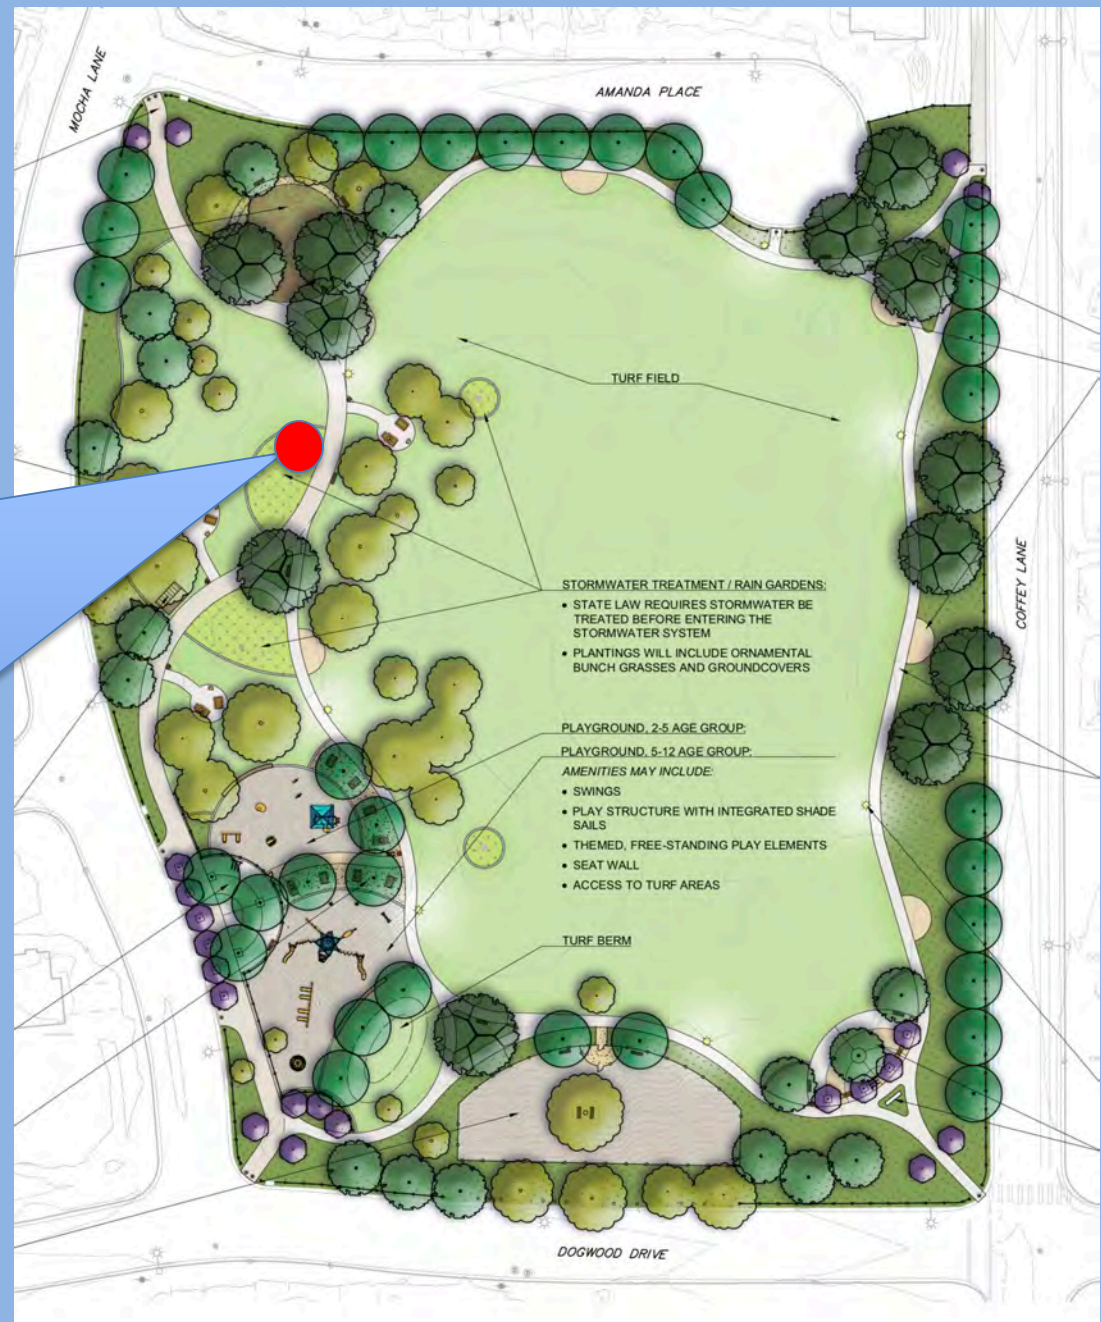 MOCHA LANE
AMANDA PLACE
TURF FIELD
COFFEY LANE
STORMWATER TREATMENT / RAIN GARDENS:
• STATE LAW REQUIRES STORMWATER BE
TREATED BEFORE ENTERING THE
STORMWATER SYSTEM
• PLANTINGS WILL INCLUDE ORNAMENTAL
BUNCH GRASSES AND GROUNDCOVERS
PLAYGROUND, 2-5 AGE GROUP:
PLAYGROUND, 5-12 AGE GROUP:
AMENITIES MAY INCLUDE:
• SWINGS
• PLAY STRUCTURE WITH INTEGRATED SHADE
SAILS
• THEMED, FREE-STANDING PLAY ELEMENTS
• SEAT WALL
• ACCESS TO TURF AREAS
TURF BERM
DOGWOOD DRIVE